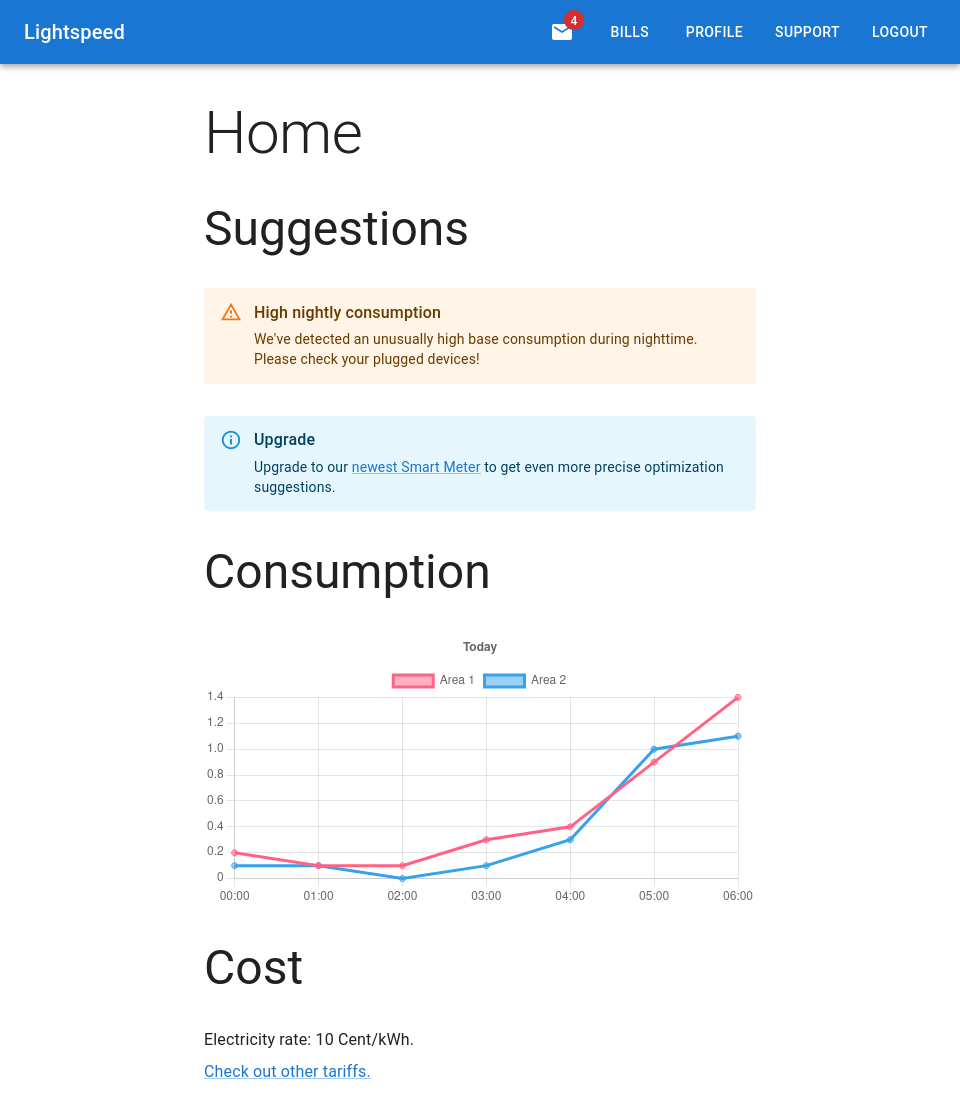 Lightspeed 4 BILLS PROFILE SUPPORT LOGOUT
Home
Suggestions
High nightly consumption
We've detected an unusually high base consumption during nighttime.
Please check your plugged devices!
Upgrade
Upgrade to our newest Smart Meter to get even more precise optimization
suggestions.
Consumption
Today
Area 1 Area 2
1.4
1.2
1.0
0.8
0.6
0.4
0.2
0
00:00 01:00 02:00 03:00 04:00 05:00 06:00
Cost
Electricity rate: 10 Cent/kWh.
Check out other tariffs.